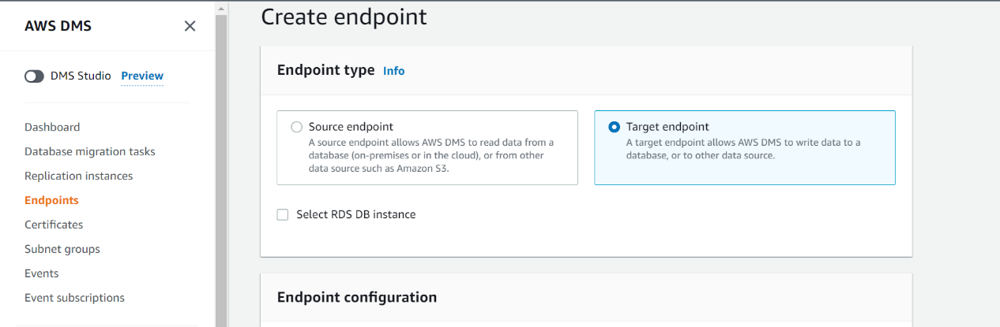 AWS DMS
DMS Studio Preview
Dashboard
Database migration tasks
Replication instances
Endpoints
Certificates
Subnet groups
Events
Event subscriptions
Create endpoint
Endpoint type Info
Source endpoint
A source endpoint allows AWS DMS to read data from a
database (on-premises or in the cloud), or from other
data source such as Amazon S3.
Target endpoint
A target endpoint allows AWS DMS to write data to a
database, or to other data source.
Select RDS DB instance
Endpoint configuration